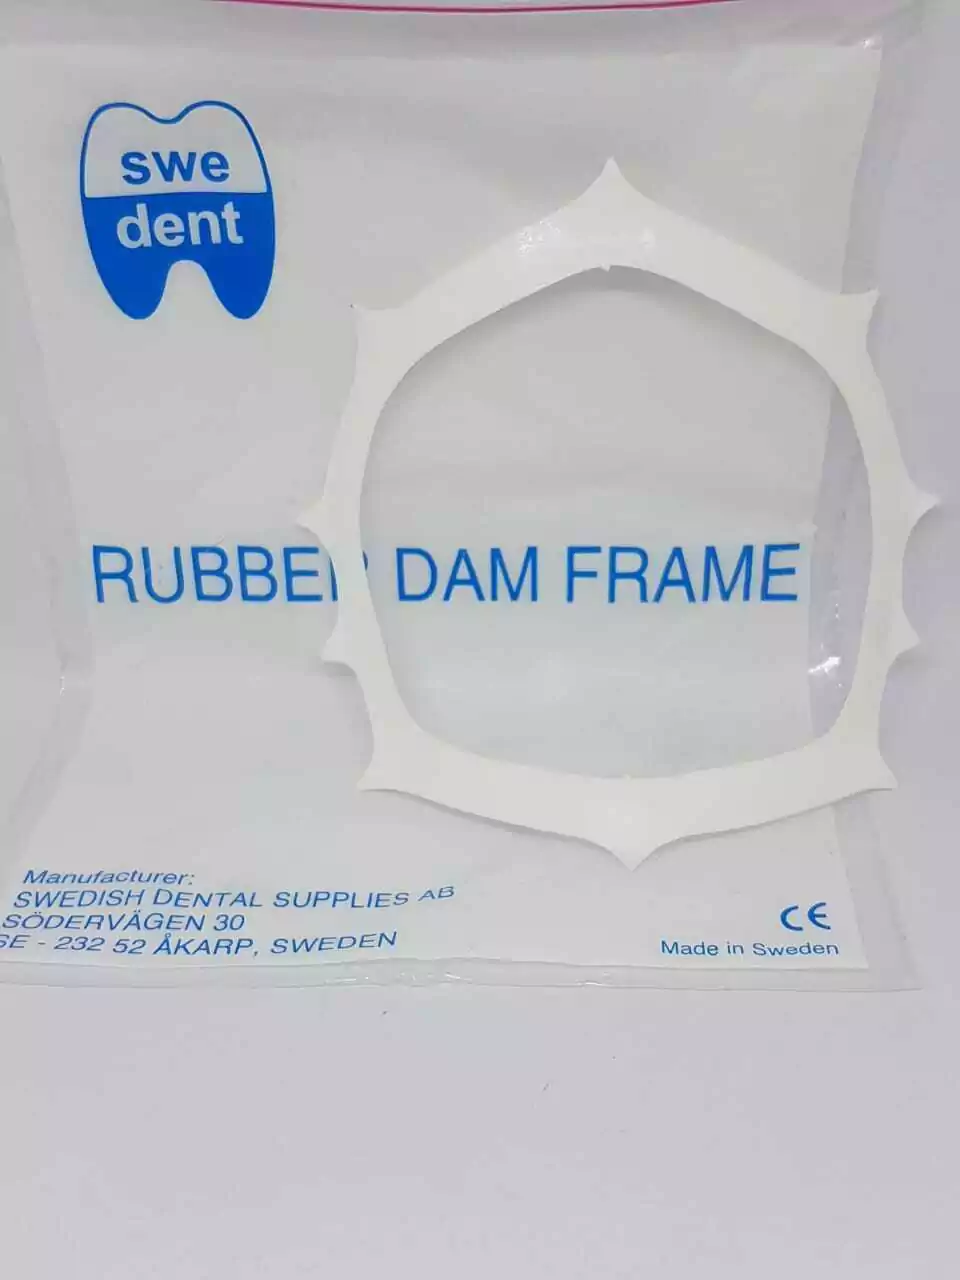 swe
dent
RUBBER DAM FRAME
Manufacturer:
SWEDISH DENTAL SUPPLIES AB
SÖDERVÄGEN 30
SE - 232 52 ÅKARP, SWEDEN
CE
Made in Sweden